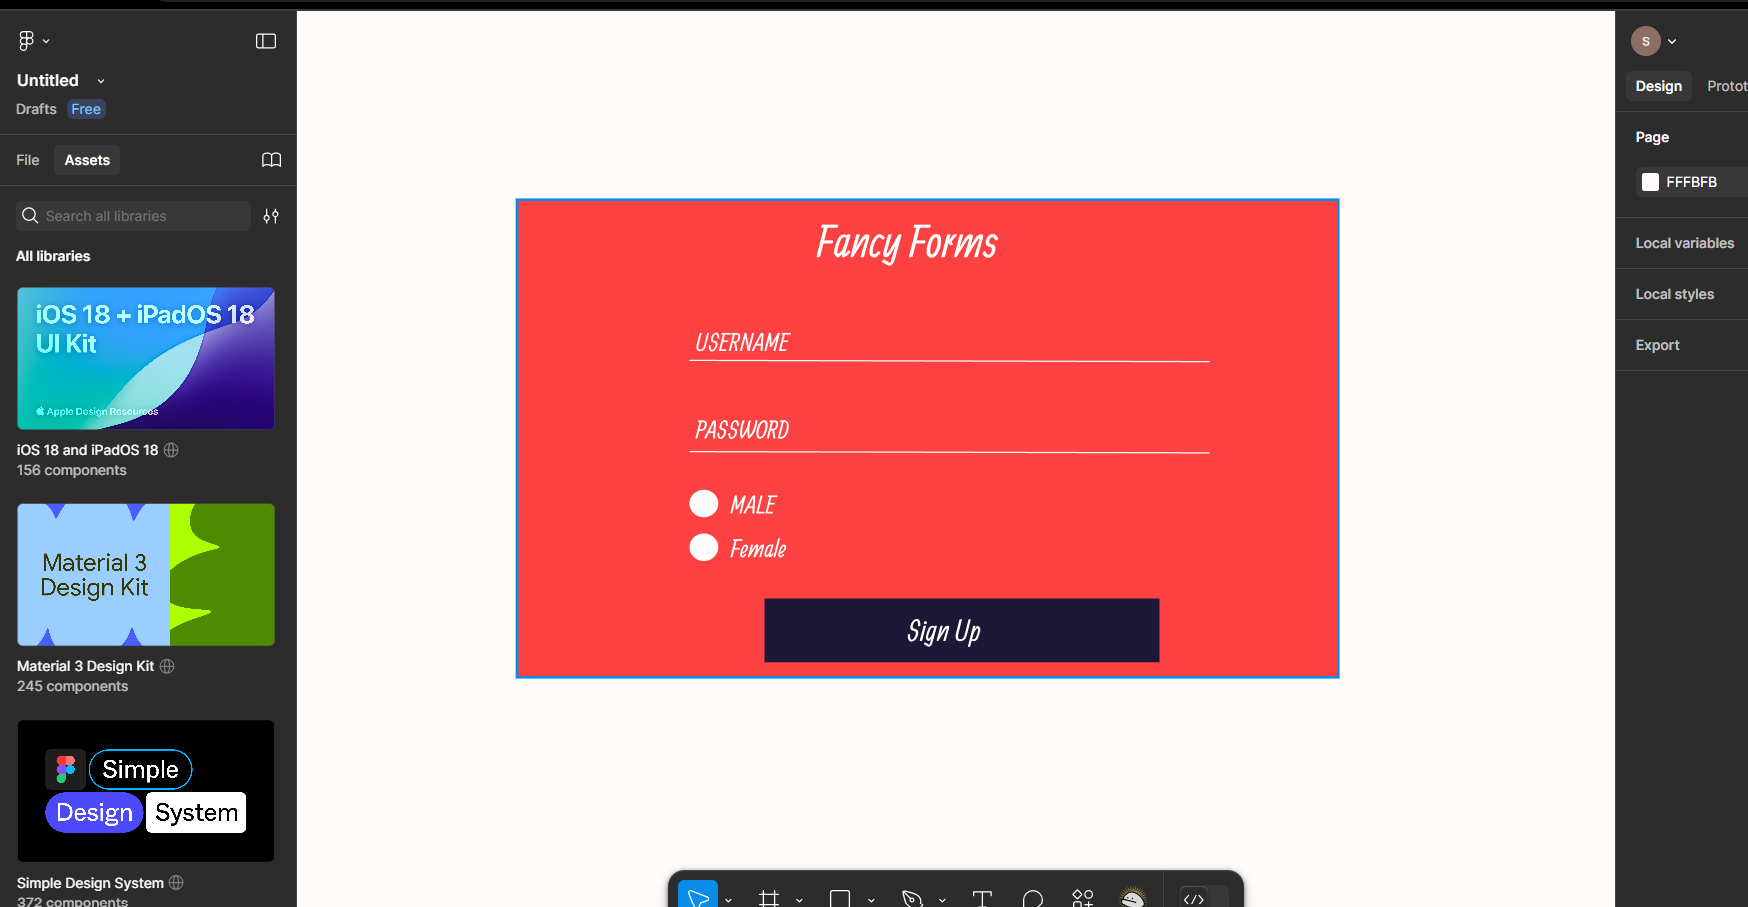 Untitled
Drafts Free
File Assets
Search all libraries
All libraries
iOS 18 + iPadOS 18
UI Kit
Apple Design Resources
iOS 18 and iPadOS 18
156 components
Material 3
Design Kit
Material 3 Design Kit
245 components
Simple
Design System
Simple Design System
372 components
Fancy Forms
USERNAME
PASSWORD
MALE
Female
Sign Up
S
Design Protot
Page
FFFBFB
Local variables
Local styles
Export